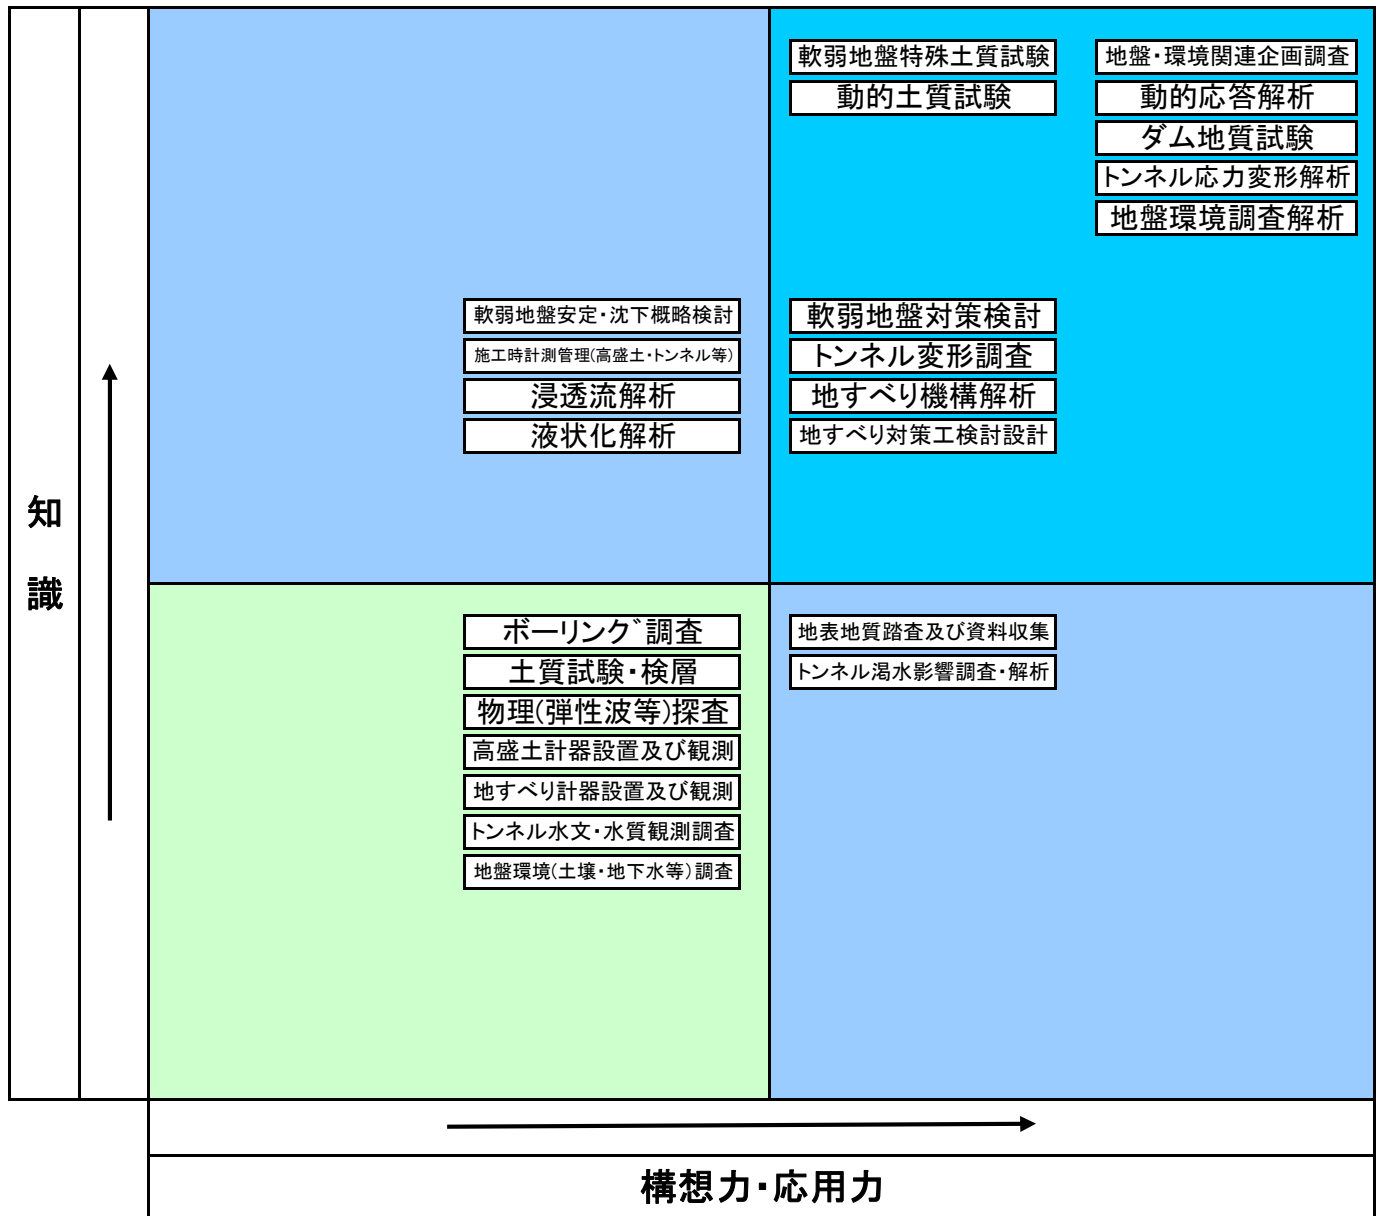 軟弱地盤特殊土質試験
動的土質試験
地盤・環境関連企画調査
動的応答解析
ダム地質試験
トンネル応力変形解析
地盤環境調査解析
軟弱地盤安定・沈下概略検討
施工時計測管理(高盛土・トンネル等)
浸透流解析
液状化解析
軟弱地盤対策検討
トンネル変形調査
地すべり機構解析
地すべり対策工検討設計
知
識
ボーリング調査
土質試験・検層
物理(弾性波等)探査
高盛土計器設置及び観測
地すべり計器設置及び観測
トンネル水文・水質観測調査
地盤環境(土壌・地下水等)調査
地表地質踏査及び資料収集
トンネル渇水影響調査・解析
構想力・応用力